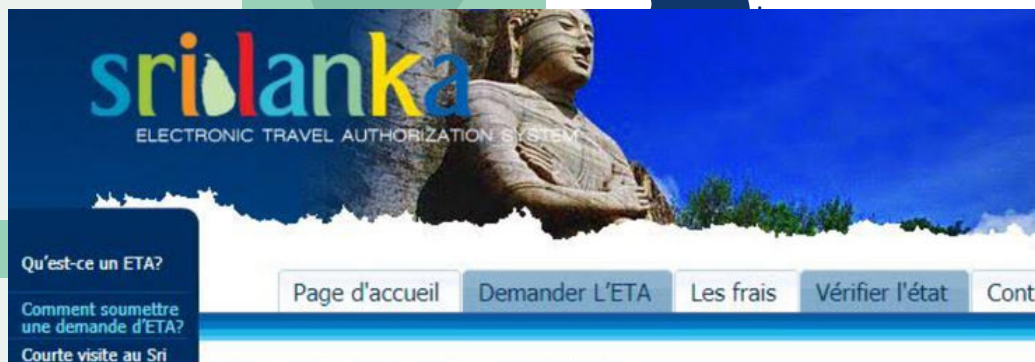 srilanka
ELECTRONIC TRAVEL AUTHORIZATION SYSTEM
Qu'est-ce un ETA?
Comment soumettre
une demande d'ETA?
Courte visite au Sri
Page d'accueil
Demander L'ETA
Les frais
Vérifier l'état
Cont